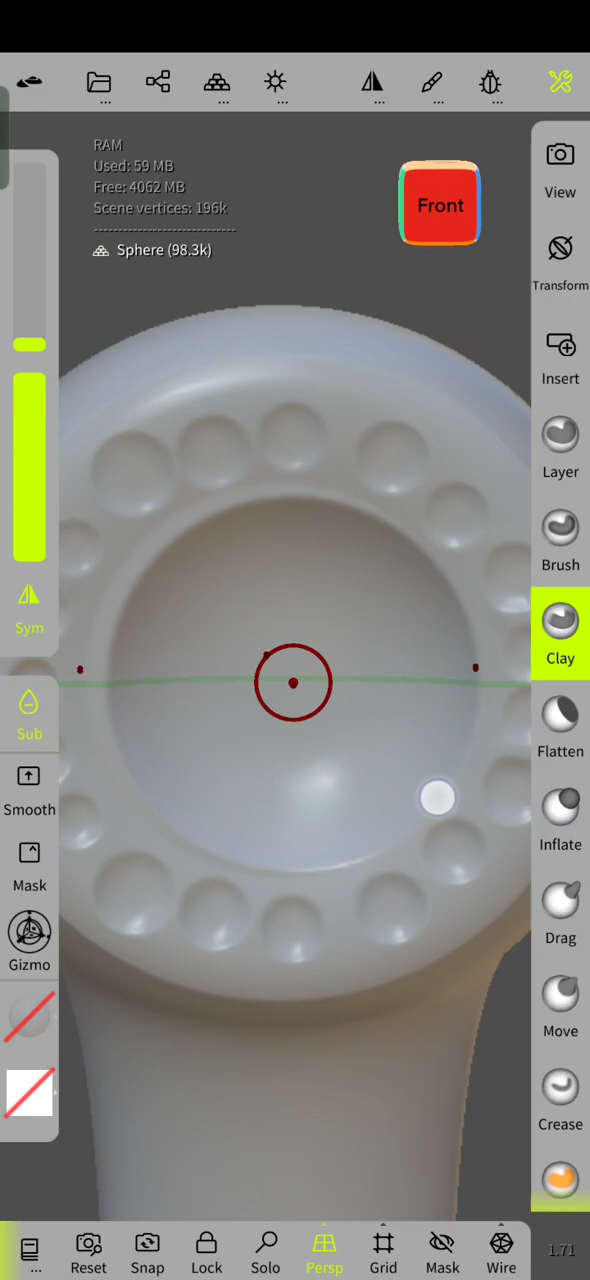 ...
...
...
...
...
...
RAM
Used: 59 MB
Free: 4062 MB
Scene vertices: 196k
------------------------------
Sphere (98.3k)
Front
Sym
Sub
Smooth
Mask
Gizmo
View
Transform
Insert
Layer
Brush
Clay
Flatten
Inflate
Drag
Move
Crease
...
Reset
Snap
Lock
Solo
Persp
Grid
Mask
Wire
1.71